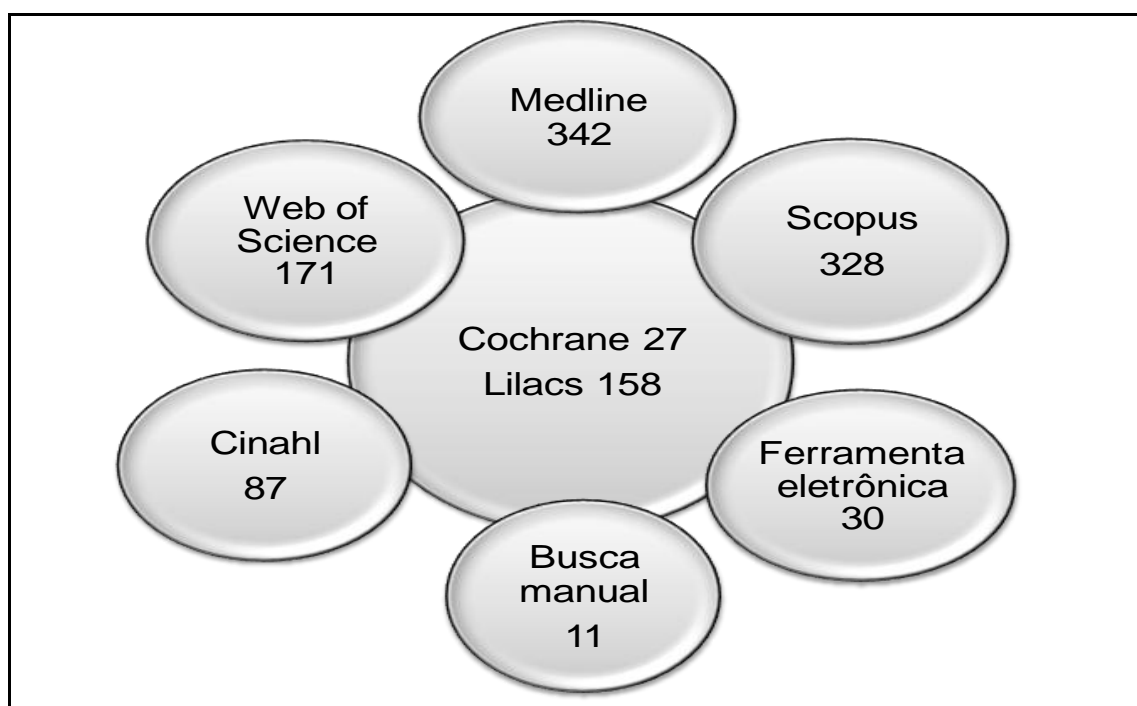 Medline
342
Web of
Science
171
Scopus
328
Cochrane 27
Lilacs 158
Cinahl
87
Ferramenta
eletrônica
30
Busca
manual
11